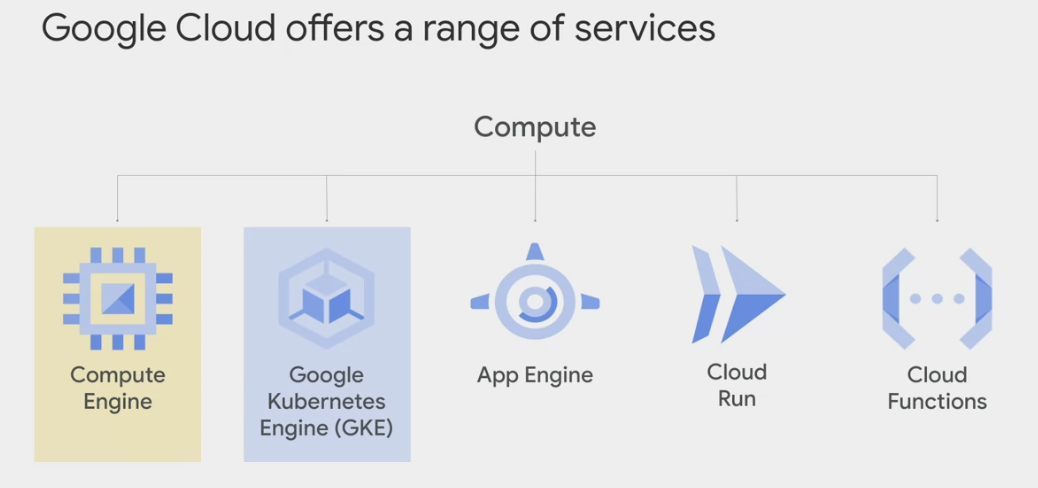 Google Cloud offers a range of services
Compute
Compute
Engine
Google
Kubernetes
Engine (GKE)
App Engine
Cloud
Run
Cloud
Functions